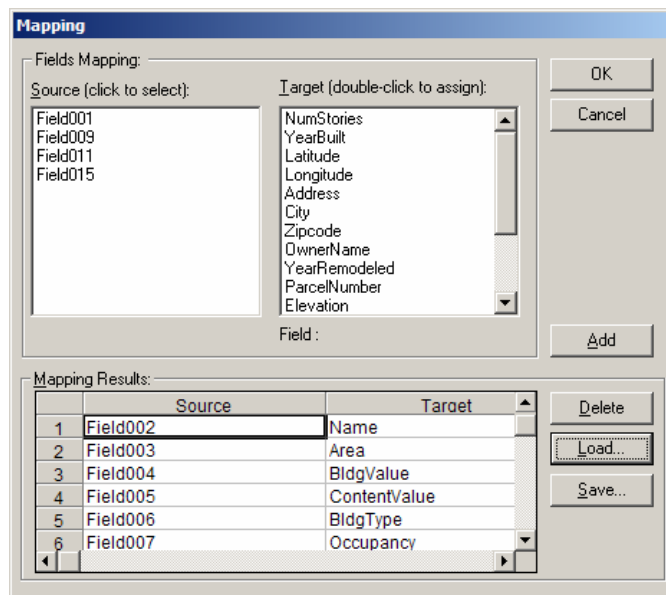 Mapping
Fields Mapping:
Source (click to select):
Field001
Field009
Field011
Field015
Target (double-click to assign):
NumStories
YearBuilt
Latitude
Longitude
Address
City
Zipcode
OwnerName
YearRemodeled
ParcelNumber
Elevation
Field :
OK
Cancel
Add
Mapping Results:
Source Target
1 Field002 Name
2 Field003 Area
3 Field004 BldgValue
4 Field005 ContentValue
5 Field006 BldgType
6 Field007 Occupancy
Delete
Load...
Save...